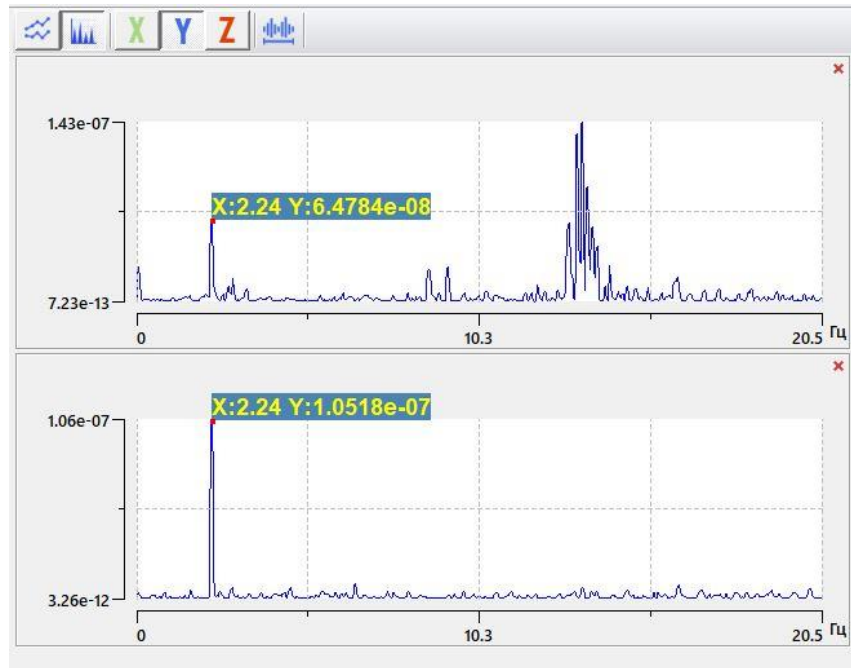 X Y Z
1.43e-07
X:2.24 Y:6.4784e-08
7.23e-13
0 10.3 20.5 Гц
1.06e-07
X:2.24 Y:1.0518e-07
3.26e-12
0 10.3 20.5 Гц